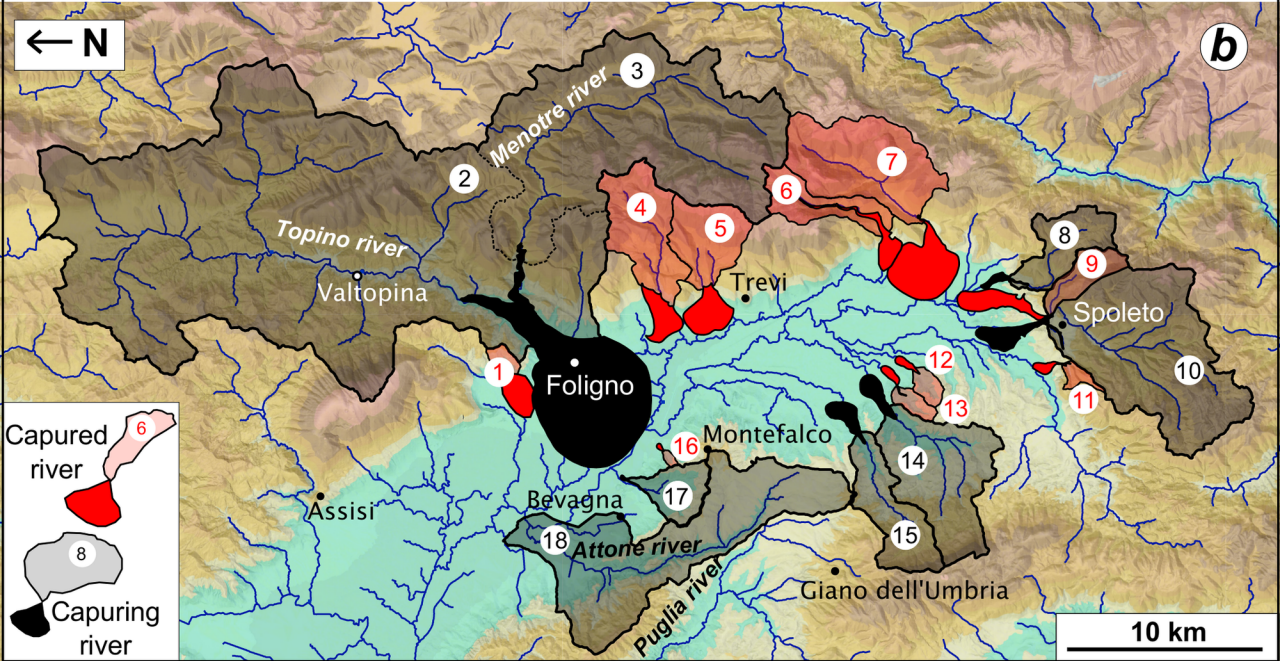 ← N
b
3
Menotre river
2
7
6
4
5
8
9
Topino river
Valtopina
Trevi
Spoleto
1
Foligno
12
13
10
11
Capured
river
6
8
Capuring
river
Assisi
16
Montefalco
14
17
Bevagna
18
Attone river
15
Puglia river
Giano dell'Umbria
10 km